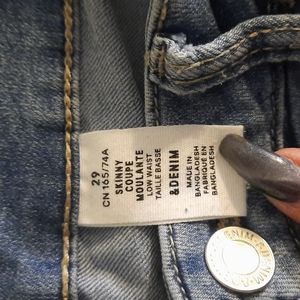 29
CN 165/74A
SKINNY
COUPE
MOULANTE
LOW WAIST
TAILLE BASSE
&DENIM
MADE IN
BANGLADESH
FABRIQUÉ EN
BANGLADESH